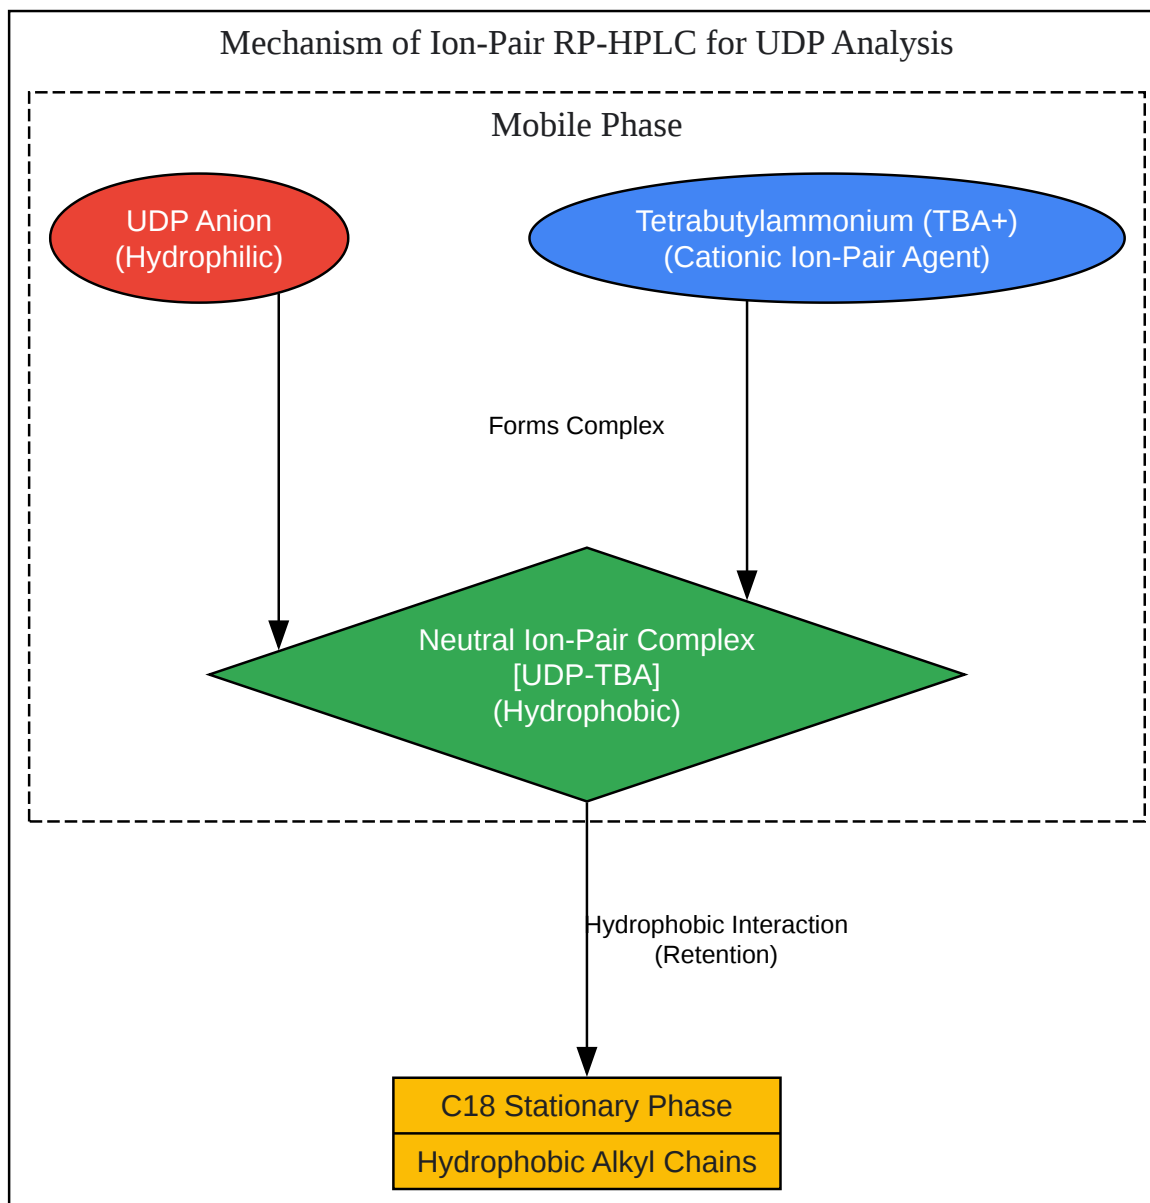 Mechanism of Ion-Pair RP-HPLC for UDP Analysis
Mobile Phase
UDP Anion
(Hydrophilic)
Tetrabutylammonium (TBA+)
(Cationic Ion-Pair Agent)
Forms Complex
Neutral Ion-Pair Complex
[UDP-TBA]
(Hydrophobic)
Hydrophobic Interaction
(Retention)
C18 Stationary Phase
Hydrophobic Alkyl Chains